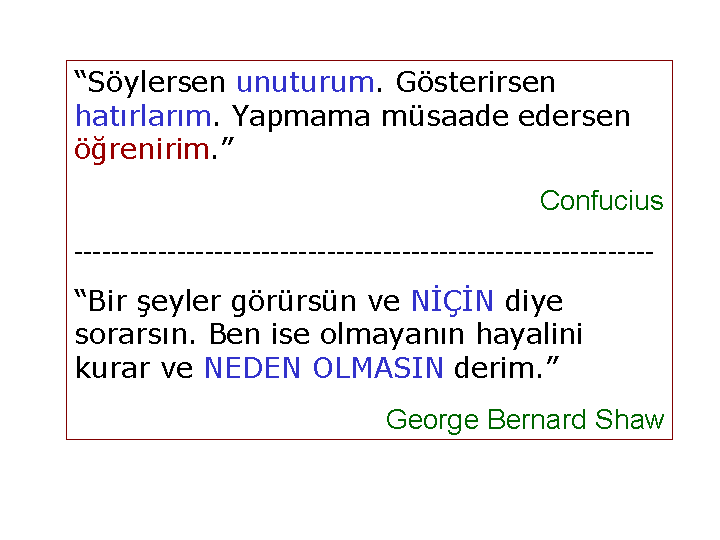 “Söylersen unuturum. Gösterirsen
hatırlarım. Yapmama müsaade edersen
öğrenirim.”
Confucius
--------------------------------------------------------------
“Bir şeyler görürsün ve NİÇİN diye
sorarsın. Ben ise olmayanın hayalini
kurar ve NEDEN OLMASIN derim.”
George Bernard Shaw